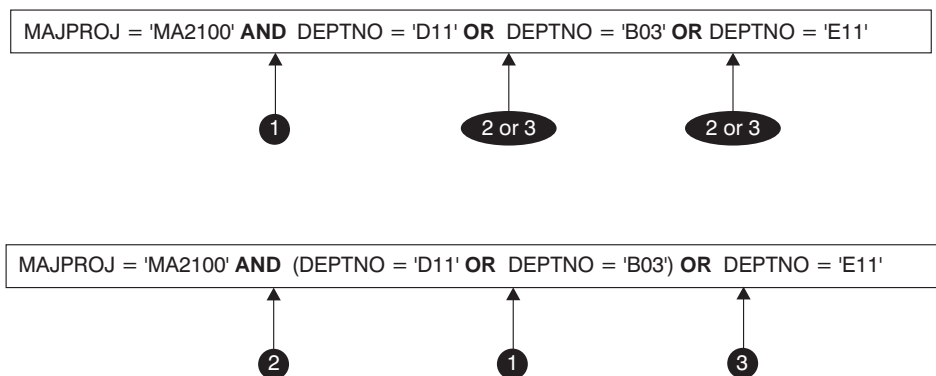 MAJPROJ = 'MA2100' AND DEPTNO = 'D11' OR DEPTNO = 'B03' OR DEPTNO = 'E11'
1 2 or 3 2 or 3
MAJPROJ = 'MA2100' AND (DEPTNO = 'D11' OR DEPTNO = 'B03') OR DEPTNO = 'E11'
2 1 3